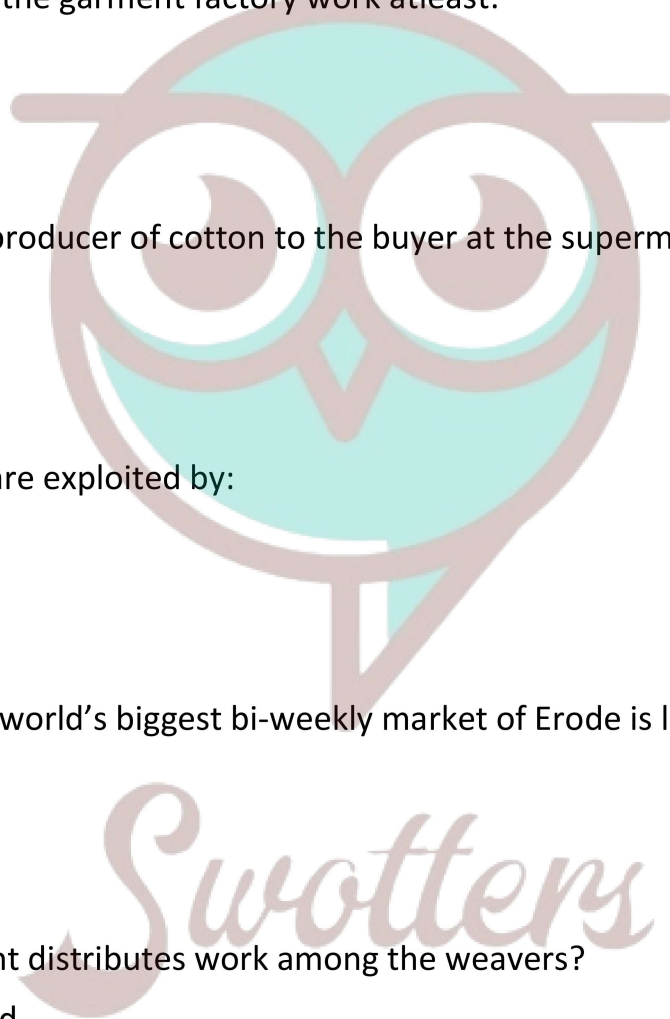 the garment factory work atleast:
producer of cotton to the buyer at the superm
are exploited by:
world’s biggest bi-weekly market of Erode is l
Swotters
nt distributes work among the weavers?
d